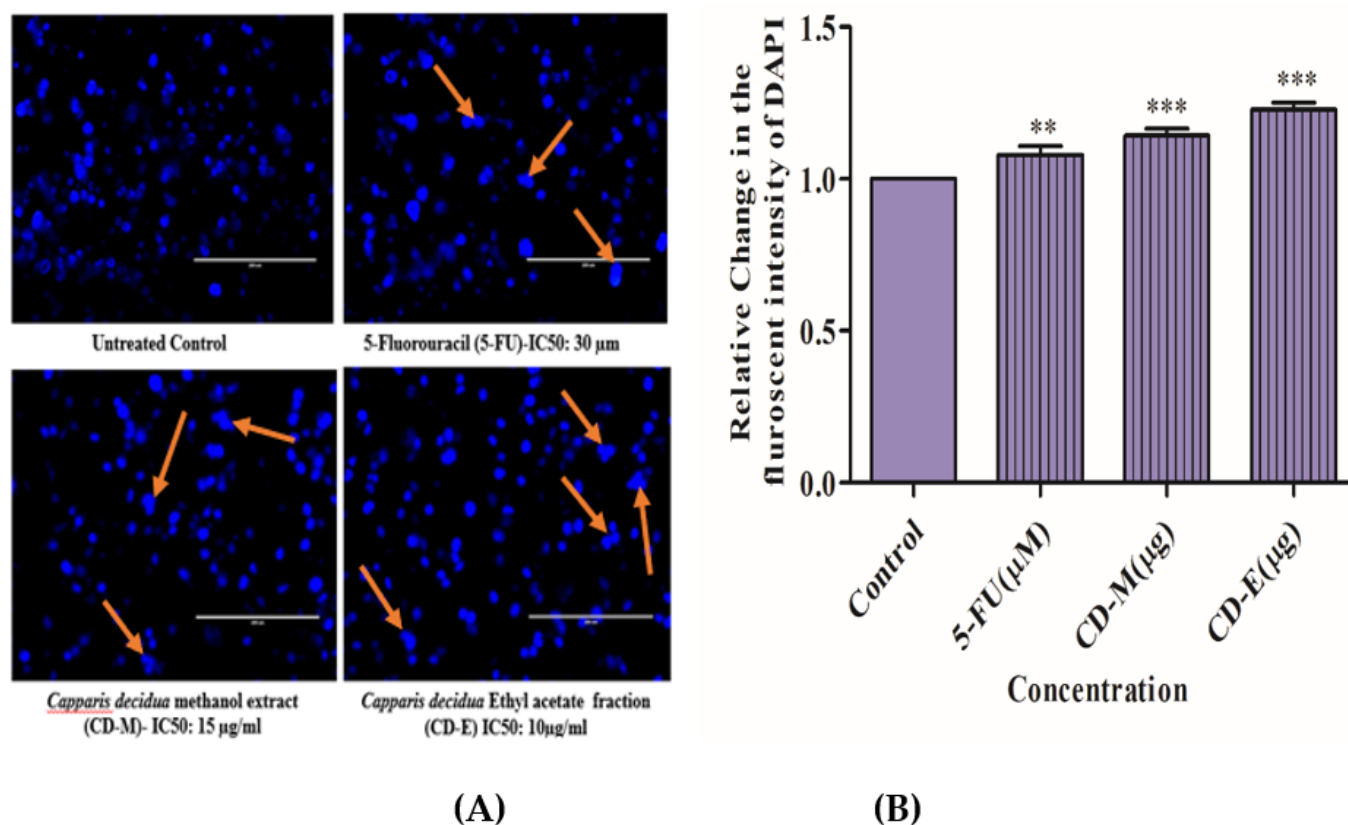 Untreated Control
5-Fluorouracil (5-FU)-IC50: 30 µm
Capparis decidua methanol extract
(CD-M)- IC50: 15 µg/ml
Capparis decidua Ethyl acetate fraction
(CD-E) IC50: 10µg/ml
(A)
Relative Change in the
fluroscent intensity of DAPI
1.5
1.0
0.5
0.0
**
***
***
Control
5-FU(µM)
CD-M(µg)
CD-E(µg)
Concentration
(B)